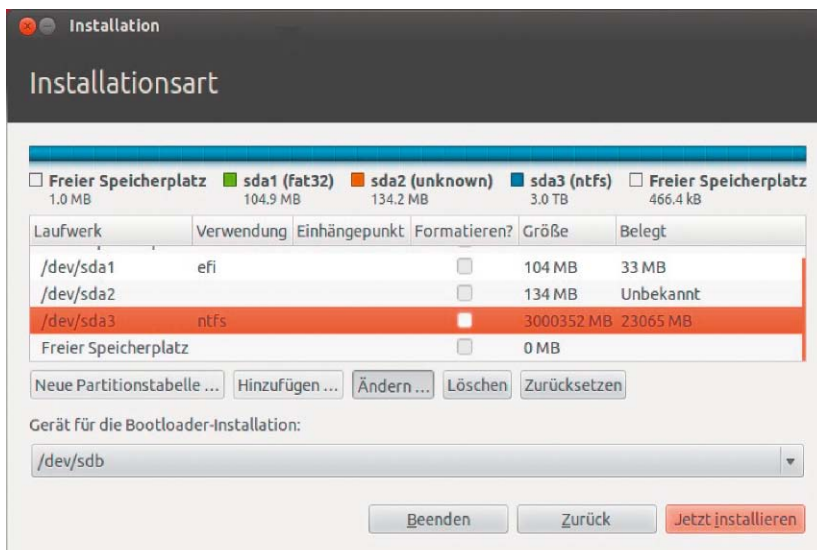 Installation
Installationsart
Freier Speicherplatz sda1 (fat32) sda2 (unknown) sda3 (ntfs) Freier Speicherplatz
1.0 MB 104.9 MB 134.2 MB 3.0 TB 466.4 kB
Laufwerk Verwendung Einhängepunkt Formatieren? Größe Belegt
/dev/sda1 efi 104 MB 33 MB
/dev/sda2 134 MB Unbekannt
/dev/sda3 ntfs 3000352 MB 23065 MB
Freier Speicherplatz 0 MB
Neue Partitionstabelle ... Hinzufügen ... Ändern ... Löschen Zurücksetzen
Gerät für die Bootloader-Installation:
/dev/sdb
Beenden Zurück Jetzt installieren